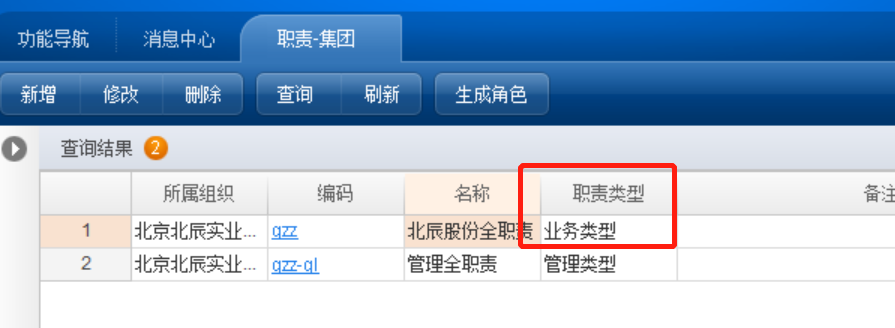 功能导航 消息中心 职责-集团
新增 修改 删除 查询 刷新 生成角色
查询结果 2
所属组织 编码 名称 职责类型 备注
1 北京北辰实业... qzz 北辰股份全职责 业务类型
2 北京北辰实业... qzz-gl 管理全职责 管理类型